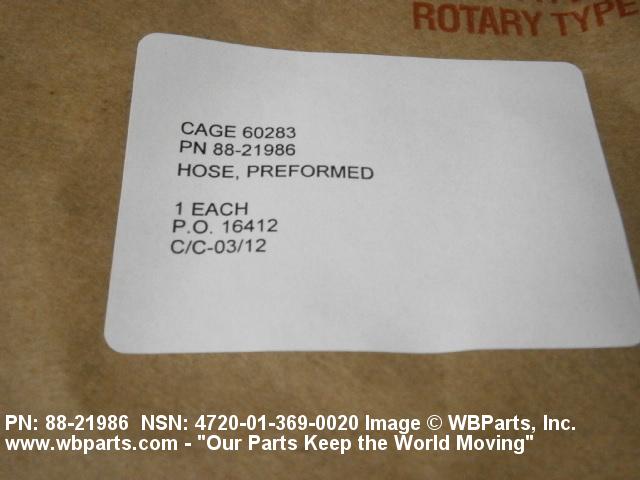 ROTARY TYPE
CAGE 60283
PN 88-21986
HOSE, PREFORMED
1 EACH
P.O. 16412
C/C-03/12
PN: 88-21986 NSN: 4720-01-369-0020 Image © WBParts, Inc.
www.wbparts.com - "Our Parts Keep the World Moving"